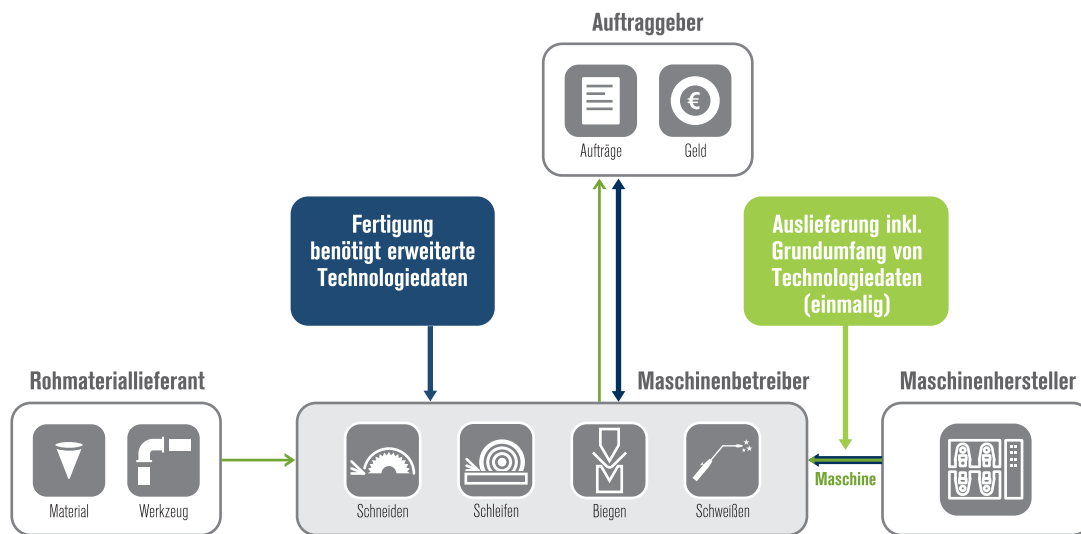 Auftraggeber
€
Aufträge
Geld
Fertigung
benötigt erweiterte
Technologiedaten
Auslieferung inkl.
Grundumfang von
Technologiedaten
(einmalig)
Rohmateriallieferant
Maschinenbetreiber
Maschinenhersteller
Material
Werkzeug
Schneiden
Schleifen
Biegen
Schweißen
Maschine